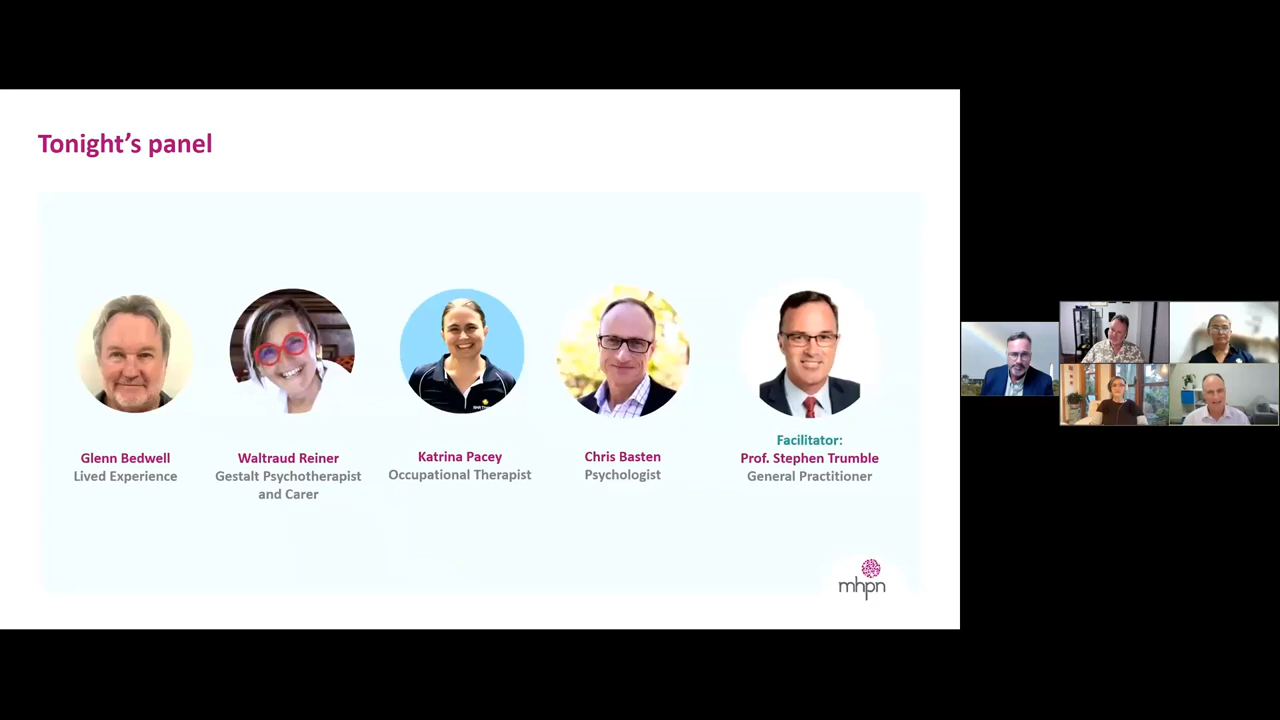 Tonight's panel
Glenn Bedwell
Lived Experience
Waltraud Reiner
Gestalt Psychotherapist
and Carer
Katrina Pacey
Occupational Therapist
Chris Basten
Psychologist
Facilitator:
Prof. Stephen Trumble
General Practitioner
mhpn